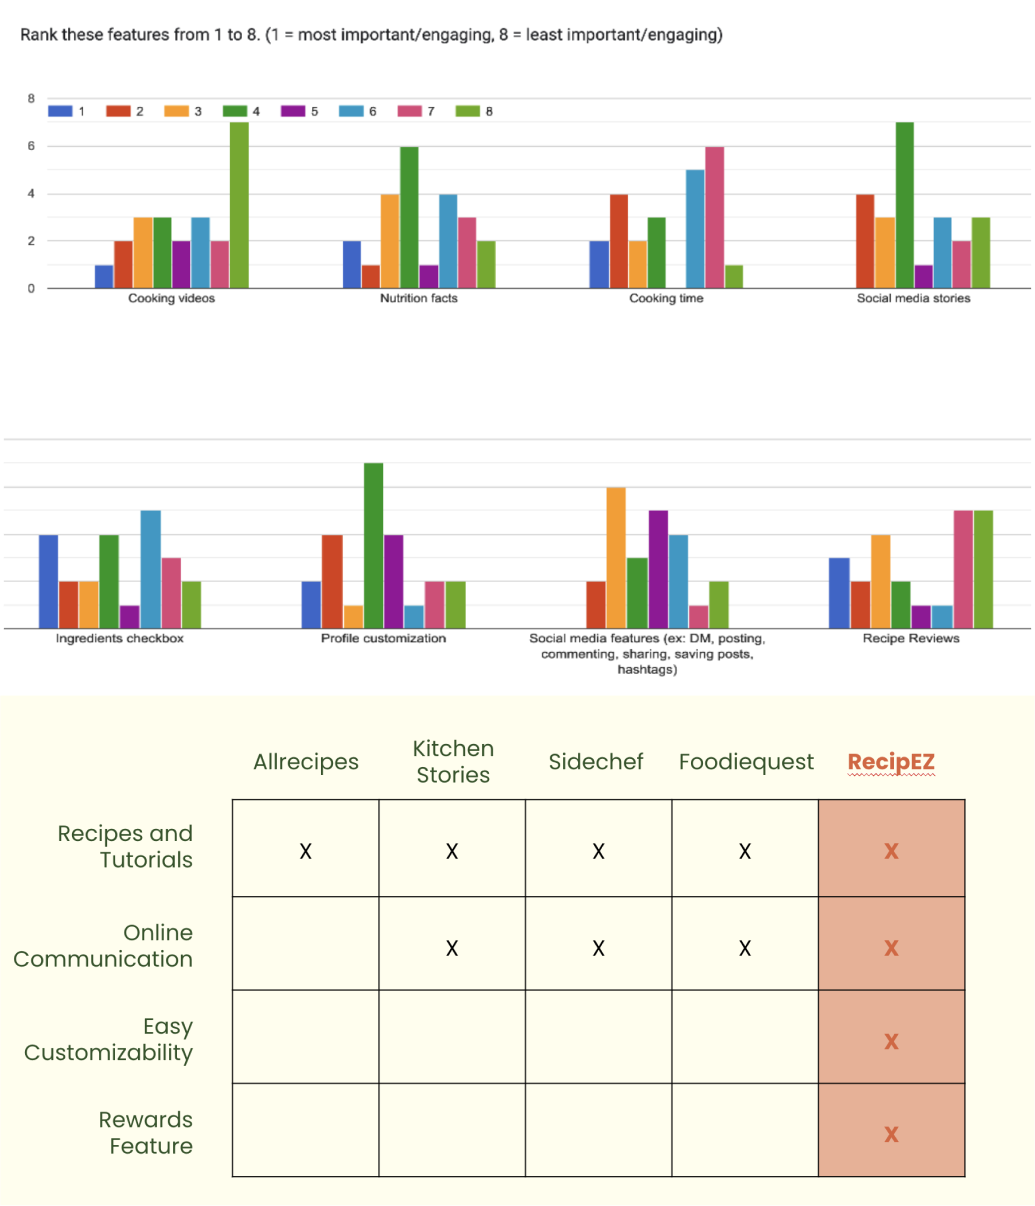 Rank these features from 1 to 8. (1 = most important/engaging, 8 = least important/engaging)
8
1 2 3 4 5 6 7 8
6
4
2
0
Cooking videos Nutrition facts Cooking time Social media stories
Ingredients checkbox Profile customization Social media features (ex: DM, posting, Recipe Reviews
commenting, sharing, saving posts,
hashtags)
Allrecipes Kitchen Sidechef Foodiequest RecipEZ
Stories
Recipes and
Tutorials
X X X X X
Online
Communication
X X X X
Easy
Customizability
X
Rewards
Feature
X